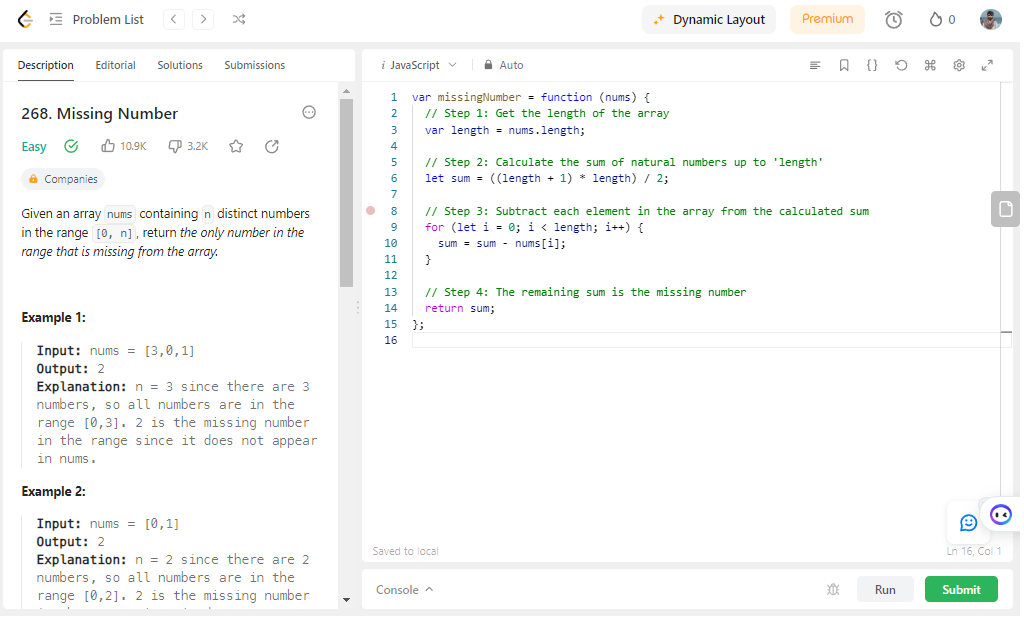 Problem List
Dynamic Layout
Premium
0
Description Editorial Solutions Submissions
268. Missing Number
Easy 10.9K 3.2K
Companies
Given an array nums containing n distinct numbers
in the range [0, n], return the only number in the
range that is missing from the array.
Example 1:
Input: nums = [3,0,1]
Output: 2
Explanation: n = 3 since there are 3
numbers, so all numbers are in the
range [0,3]. 2 is the missing number
in the range since it does not appear
in nums.
Example 2:
Input: nums = [0,1]
Output: 2
Explanation: n = 2 since there are 2
numbers, so all numbers are in the
range [0,2]. 2 is the missing number
i JavaScript Auto
1 var missingNumber = function (nums) {
2 // Step 1: Get the length of the array
3 var length = nums.length;
4
5 // Step 2: Calculate the sum of natural numbers up to 'length'
6 let sum = ((length + 1) * length) / 2;
7
8 // Step 3: Subtract each element in the array from the calculated sum
9 for (let i = 0; i < length; i++) {
10 sum = sum - nums[i];
11 }
12
13 // Step 4: The remaining sum is the missing number
14 return sum;
15 };
16
Saved to local
Ln 16, Col 1
Console
Run
Submit